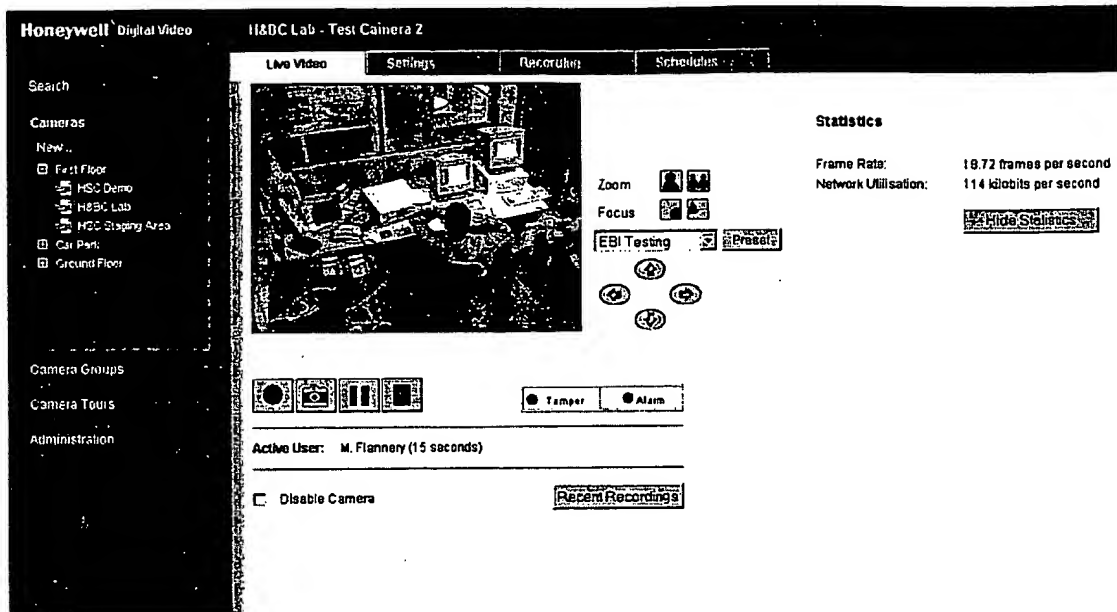 Honeywell Digital Video
H&BC Lab - Test Camera 2
Live Video
Settings
Recording
Schedules
Search
Cameras
New...
First Floor
HSC Demo
H&BC Lab
HSC Staging Area
Car Park
Ground Floor
Camera Groups
Camera Tours
Administration
Zoom
Focus
EBI Testing
Preset
Tamper
Alarm
Active User: M. Flannery (15 seconds)
Disable Camera
Recent Recordings
Statistics
Frame Rate: 18.72 frames per second
Network Utilisation: 114 kilobits per second
Hide Statistics